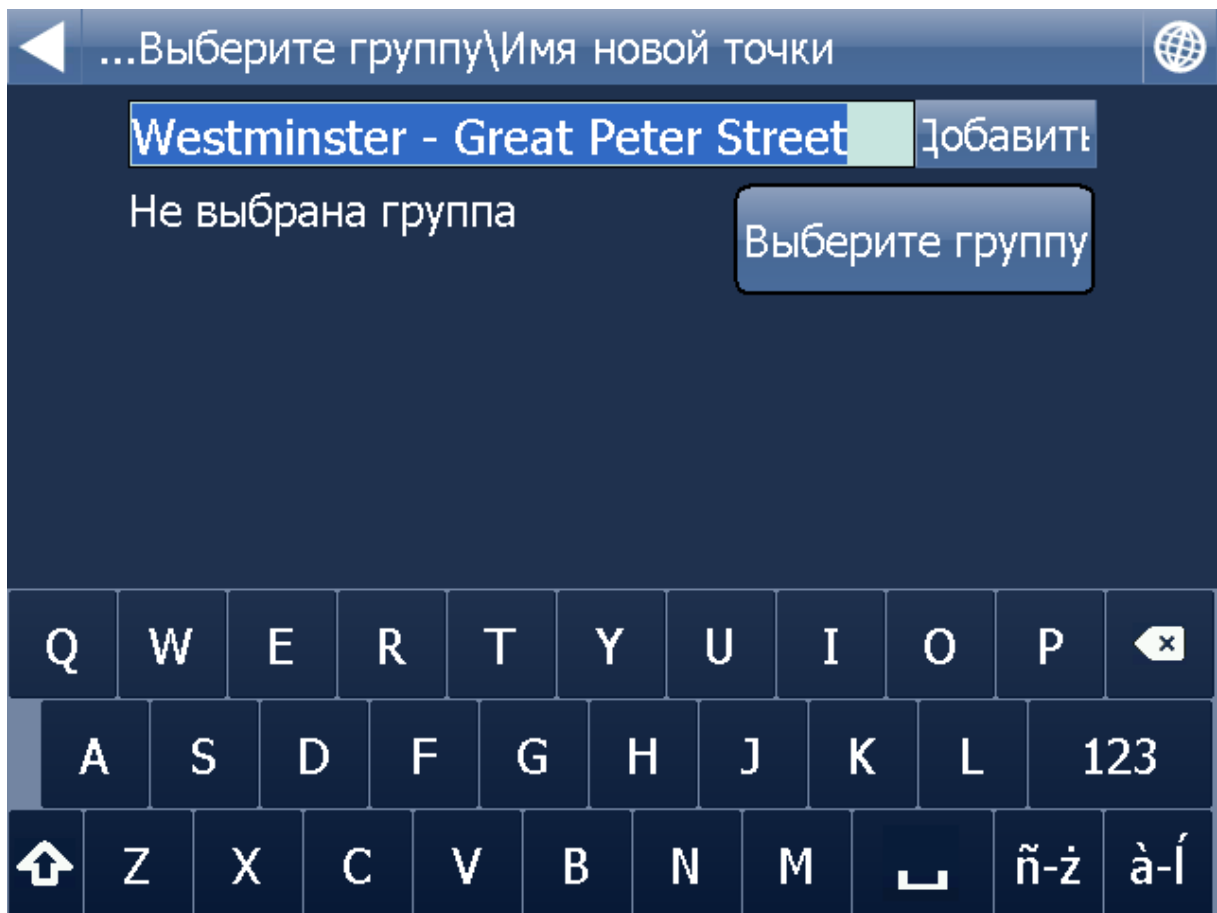 ...Выберите группу\Имя новой точки
Westminster - Great Peter Street Добавить
Не выбрана группа Выберите группу
Q W E R T Y U I O P
A S D F G H J K L 123
Z X C V B N M ñ-ż à-Í